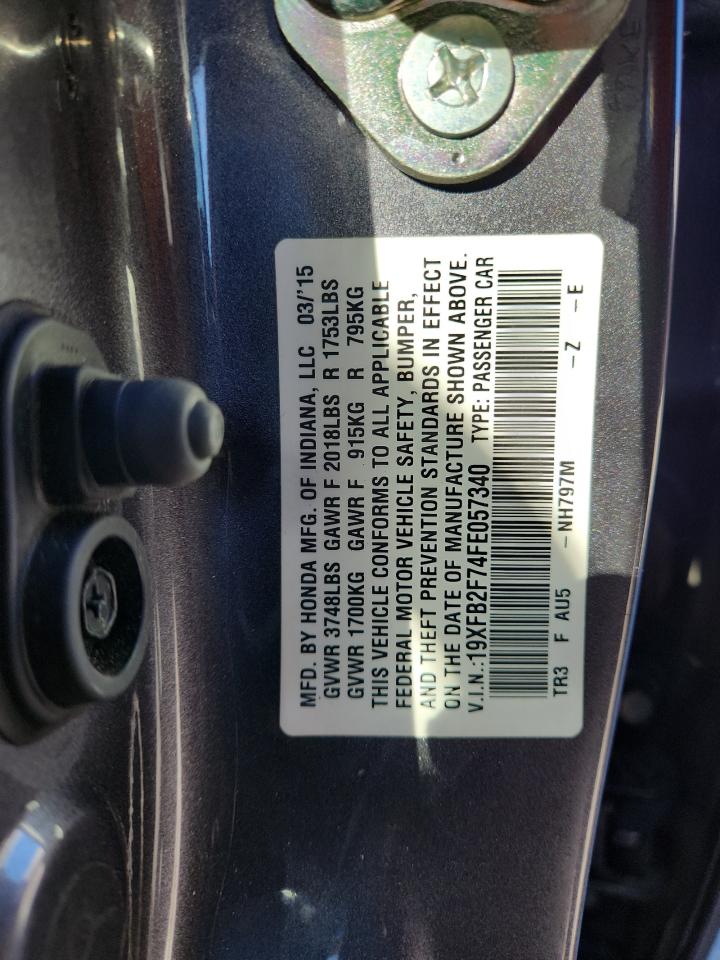 MFD. BY HONDA MFG. OF INDIANA, LLC 03/'15
GVWR 3748LBS GAWR F 2018LBS R 1753LBS
GVWR 1700KG GAWR F 915KG R 795KG
THIS VEHICLE CONFORMS TO ALL APPLICABLE
FEDERAL MOTOR VEHICLE SAFETY, BUMPER,
AND THEFT PREVENTION STANDARDS IN EFFECT
ON THE DATE OF MANUFACTURE SHOWN ABOVE.
V.I.N.:19XFB2F74FE057340 TYPE: PASSENGER CAR
TR3 F AU5 –NH797M –Z –E